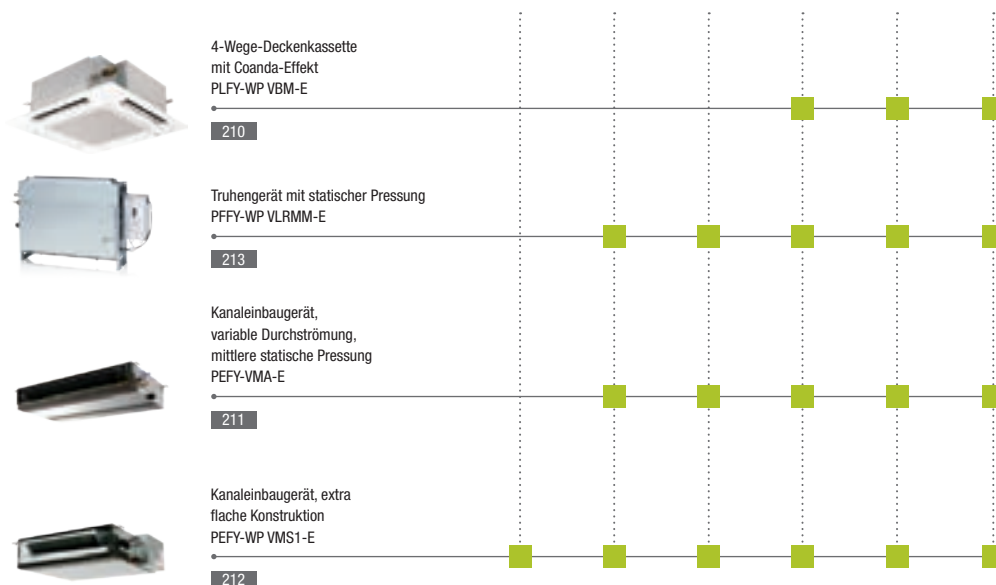 4-Wege-Deckenkassette
mit Coanda-Effekt
PLFY-WP VBM-E
210
Truhengerät mit statischer Pressung
PFFY-WP VLRMM-E
213
Kanaleinbaugerät,
variable Durchströmung,
mittlere statische Pressung
PEFY-VMA-E
211
Kanaleinbaugerät, extra
flache Konstruktion
PEFY-WP VMS1-E
212